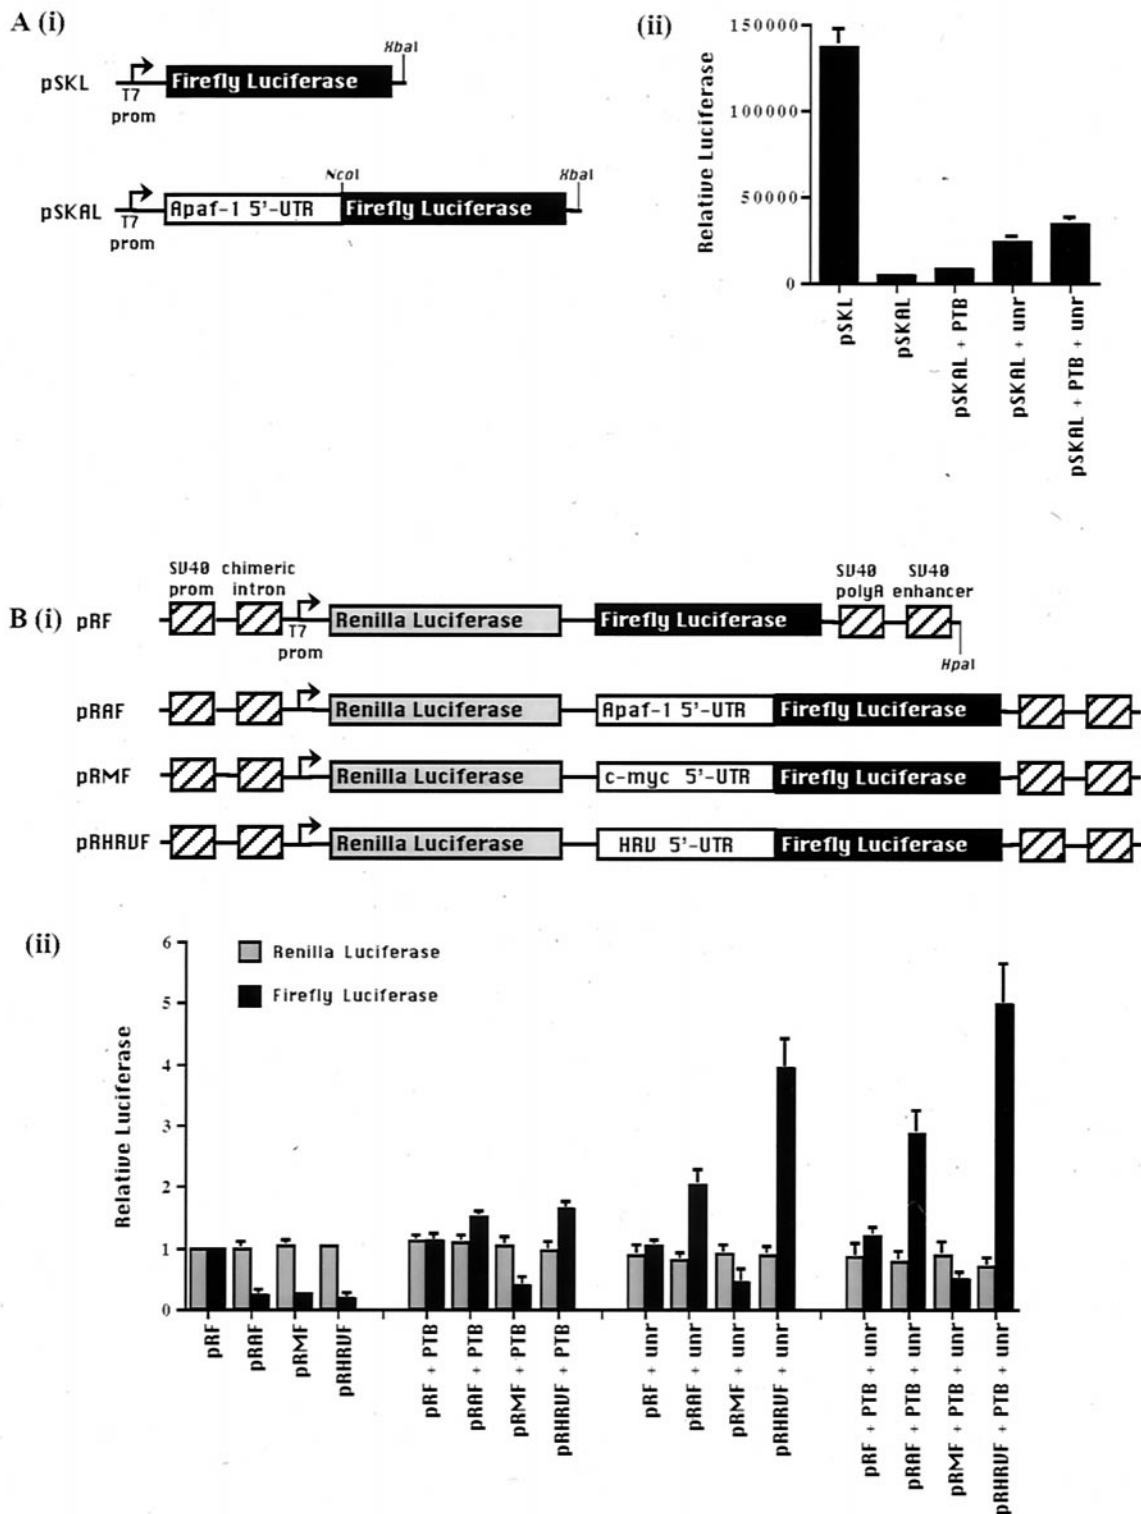 A (i)
pSKL
T7
prom
Firefly Luciferase
XbaI
pSKAL
T7
prom
Apaf-1 5'-UTR
NcoI
Firefly Luciferase
XbaI
(ii)
Relative Luciferase
150000
100000
50000
0
pSKL
pSKAL
pSKAL + PTB
pSKAL + unr
pSKAL + PTB + unr
B (i)
pRF
SV40
prom
chimeric
intron
T7
prom
Renilla Luciferase
Firefly Luciferase
SV40
polyA
SV40
enhancer
HpaI
pRAF
Renilla Luciferase
Apaf-1 5'-UTR
Firefly Luciferase
pRMF
Renilla Luciferase
c-myc 5'-UTR
Firefly Luciferase
pRHRVF
Renilla Luciferase
HRV 5'-UTR
Firefly Luciferase
(ii)
Relative Luciferase
6
5
4
3
2
1
0
Renilla Luciferase
Firefly Luciferase
pRF
pRAF
pRMF
pRHRVF
pRF + PTB
pRAF + PTB
pRMF + PTB
pRHRVF + PTB
pRF + unr
pRAF + unr
pRMF + unr
pRHRVF + unr
pRF + PTB + unr
pRAF + PTB + unr
pRMF + PTB + unr
pRHRVF + PTB + unr